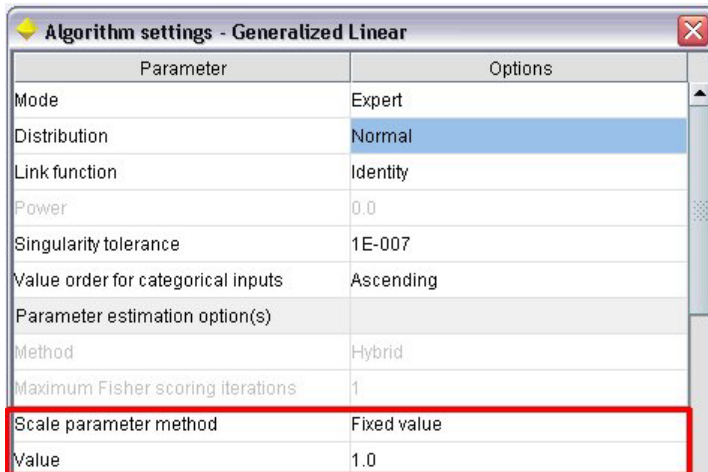 Algorithm settings - Generalized Linear
Parameter Options
Mode Expert
Distribution Normal
Link function Identity
Power 0.0
Singularity tolerance 1E-007
Value order for categorical inputs Ascending
Parameter estimation option(s)
Method Hybrid
Maximum Fisher scoring iterations 1
Scale parameter method Fixed value
Value 1.0